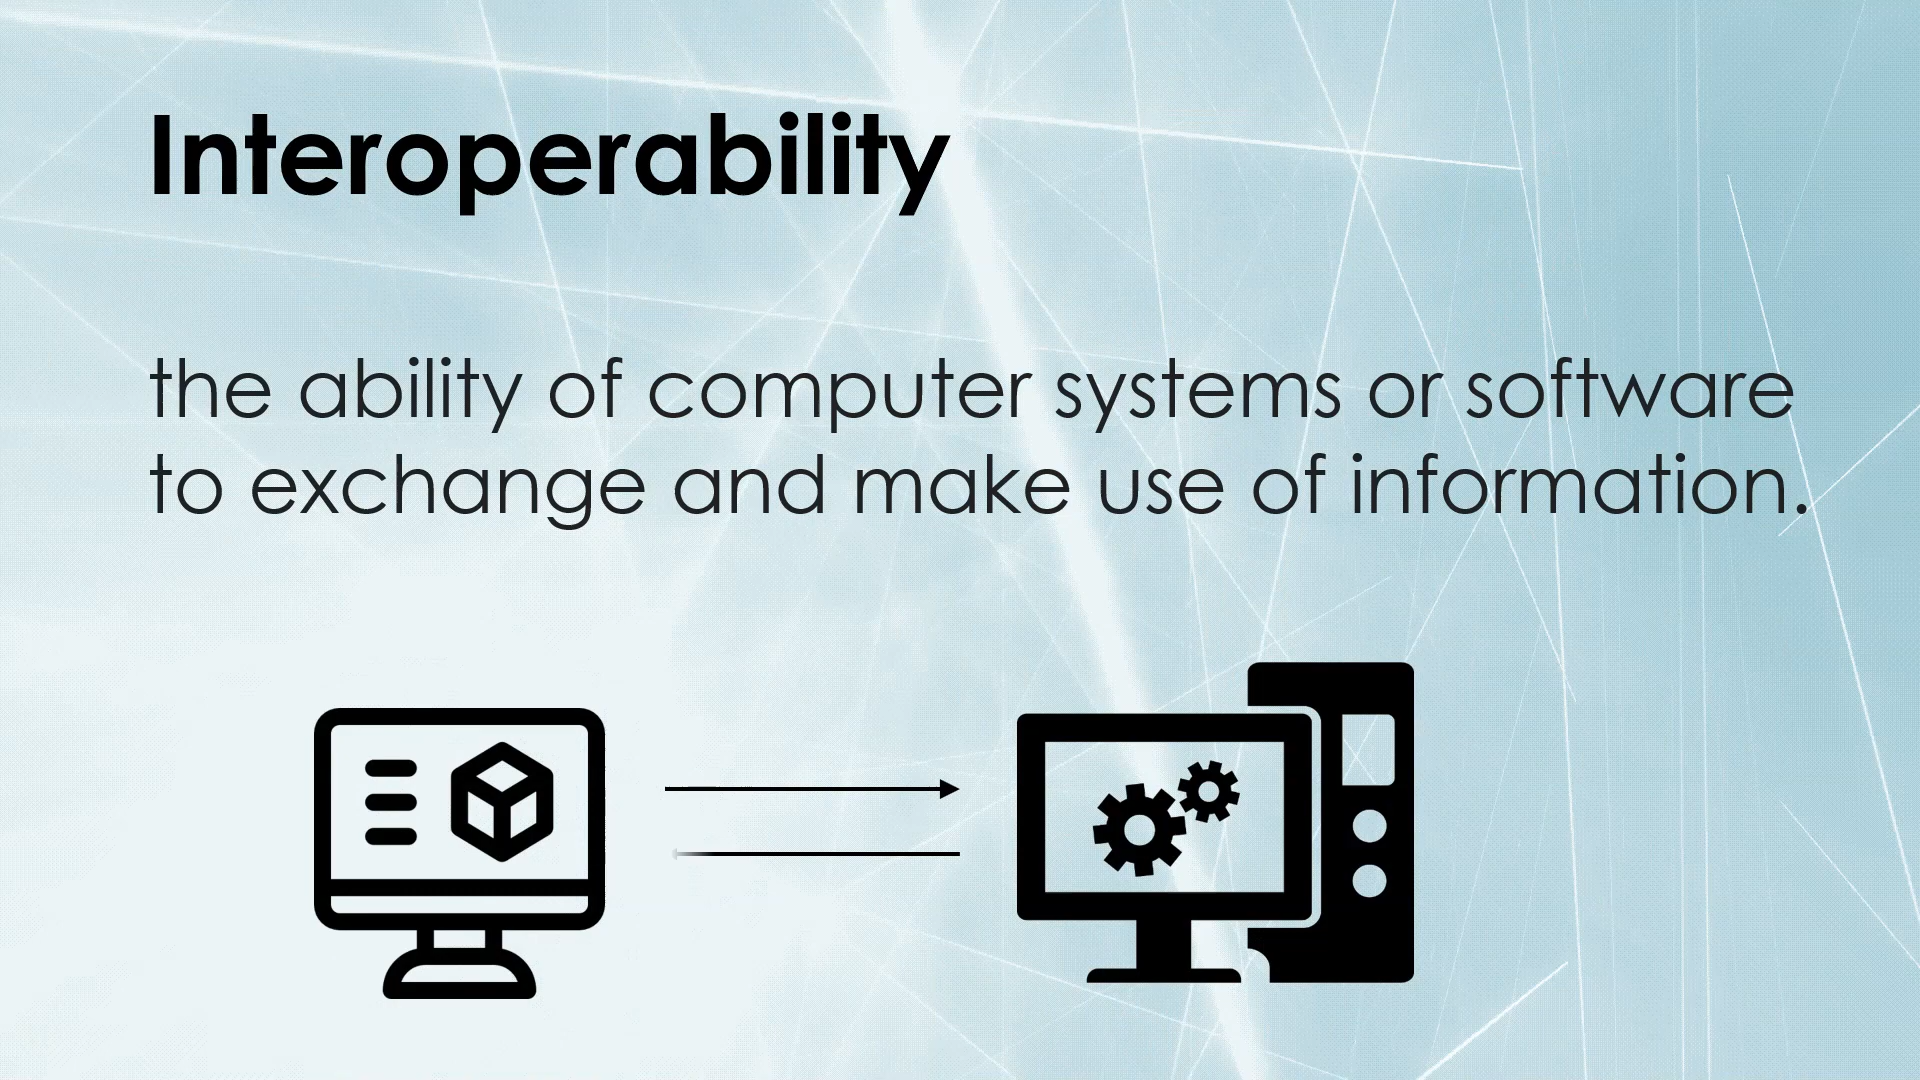 Interoperability
the ability of computer systems or software
to exchange and make use of information.